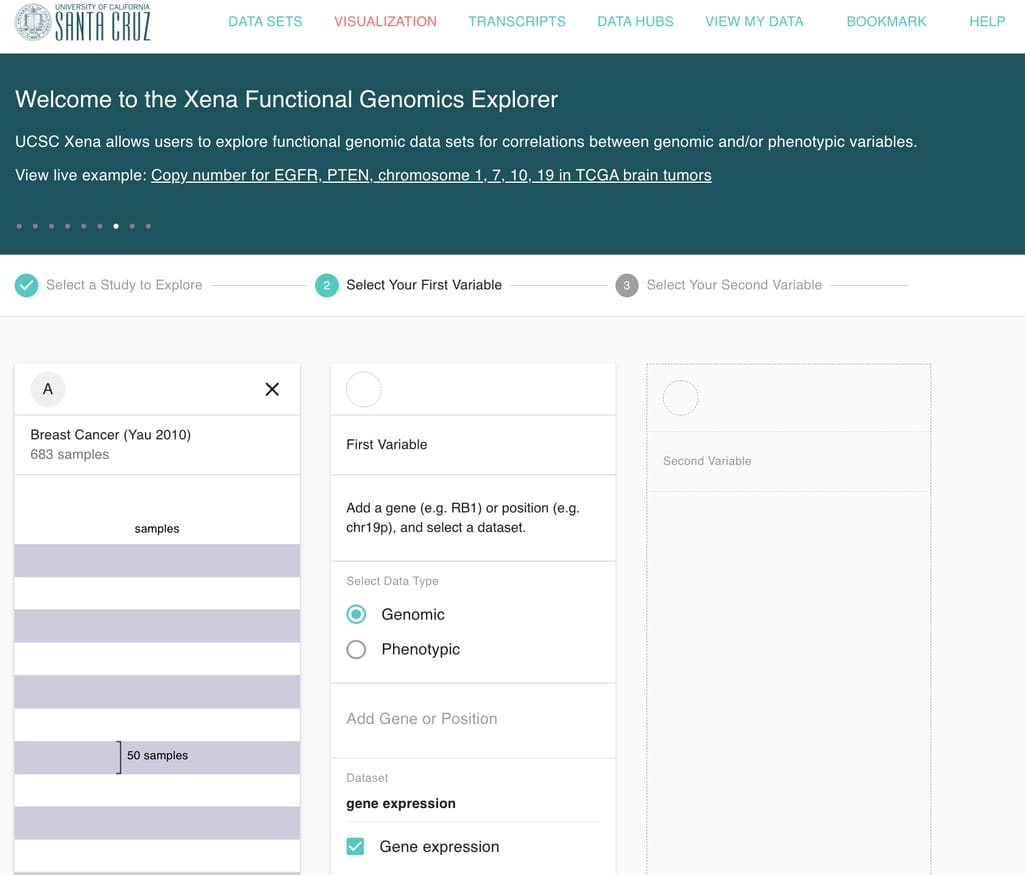 UNIVERSITY OF CALIFORNIA
SANTA CRUZ
DATA SETS VISUALIZATION TRANSCRIPTS DATA HUBS VIEW MY DATA BOOKMARK HELP
Welcome to the Xena Functional Genomics Explorer
UCSC Xena allows users to explore functional genomic data sets for correlations between genomic and/or phenotypic variables.
View live example: Copy number for EGFR, PTEN, chromosome 1, 7, 10, 19 in TCGA brain tumors
Select a Study to Explore 2 Select Your First Variable 3 Select Your Second Variable
A
Breast Cancer (Yau 2010)
683 samples
samples
50 samples
First Variable
Add a gene (e.g. RB1) or position (e.g.
chr19p), and select a dataset.
Select Data Type
Genomic
Phenotypic
Add Gene or Position
Dataset
gene expression
Gene expression
Second Variable